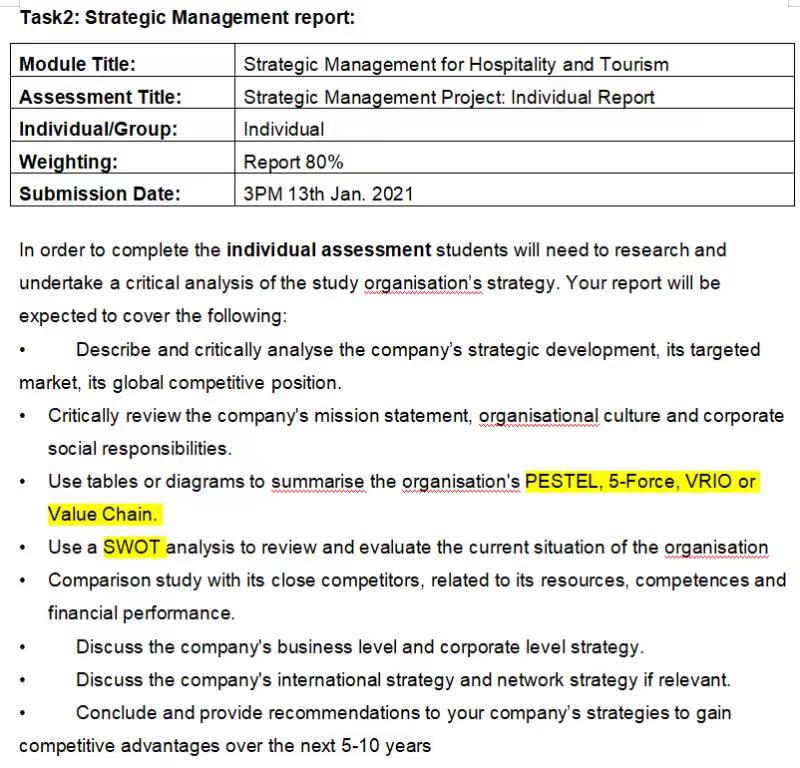 Task2: Strategic Management report:
Module Title: Strategic Management for Hospitality and Tourism
Assessment Title: Strategic Management Project: Individual Report
Individual/Group: Individual
Weighting: Report 80%
Submission Date: 3PM 13th Jan. 2021
In order to complete the individual assessment students will need to research and
undertake a critical analysis of the study organisation's strategy. Your report will be
expected to cover the following:
• Describe and critically analyse the company's strategic development, its targeted
market, its global competitive position.
• Critically review the company's mission statement, organisational culture and corporate
social responsibilities.
• Use tables or diagrams to summarise the organisation's PESTEL, 5-Force, VRIO or
Value Chain.
• Use a SWOT analysis to review and evaluate the current situation of the organisation
• Comparison study with its close competitors, related to its resources, competences and
financial performance.
• Discuss the company's business level and corporate level strategy.
• Discuss the company's international strategy and network strategy if relevant.
• Conclude and provide recommendations to your company's strategies to gain
competitive advantages over the next 5-10 years